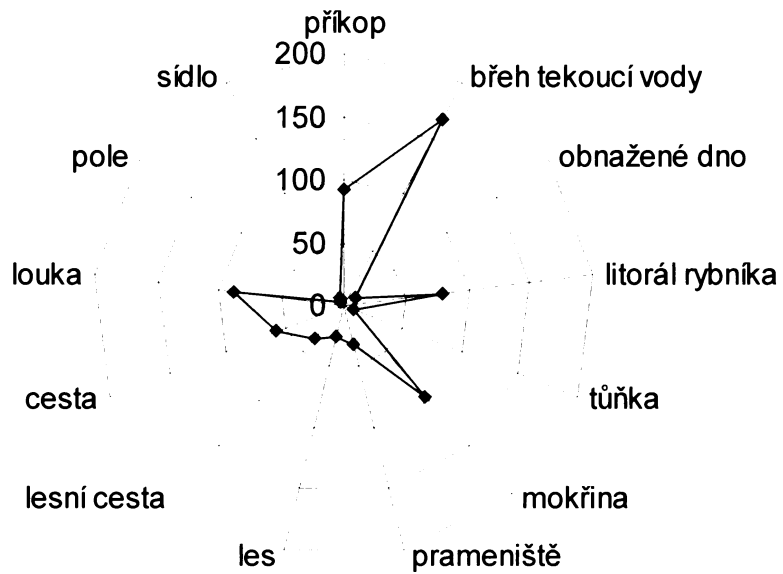 příkop
200
sídlo
břeh tekoucí vody
150
pole
obnažené dno
100
50
louka
litorál rybníka
0
cesta
tůňka
lesní cesta
mokřina
les
prameniště